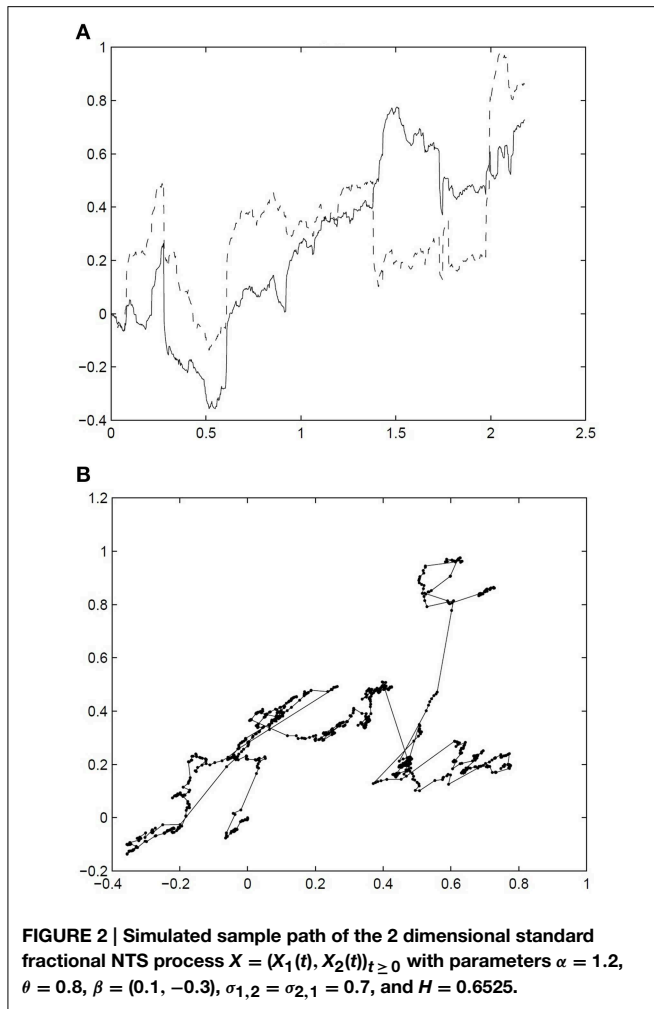 A
1
0.8
0.6
0.4
0.2
0
−0.2
−0.4
0 0.5 1 1.5 2 2.5
B
1.2
1
0.8
0.6
0.4
0.2
0
−0.2
−0.4 −0.2 0 0.2 0.4 0.6 0.8 1
FIGURE 2 | Simulated sample path of the 2 dimensional standard
fractional NTS process X = (X₁(t), X₂(t))t ≥ 0 with parameters α = 1.2,
θ = 0.8, β = (0.1, −0.3), σ₁,₂ = σ₂,₁ = 0.7, and H = 0.6525.